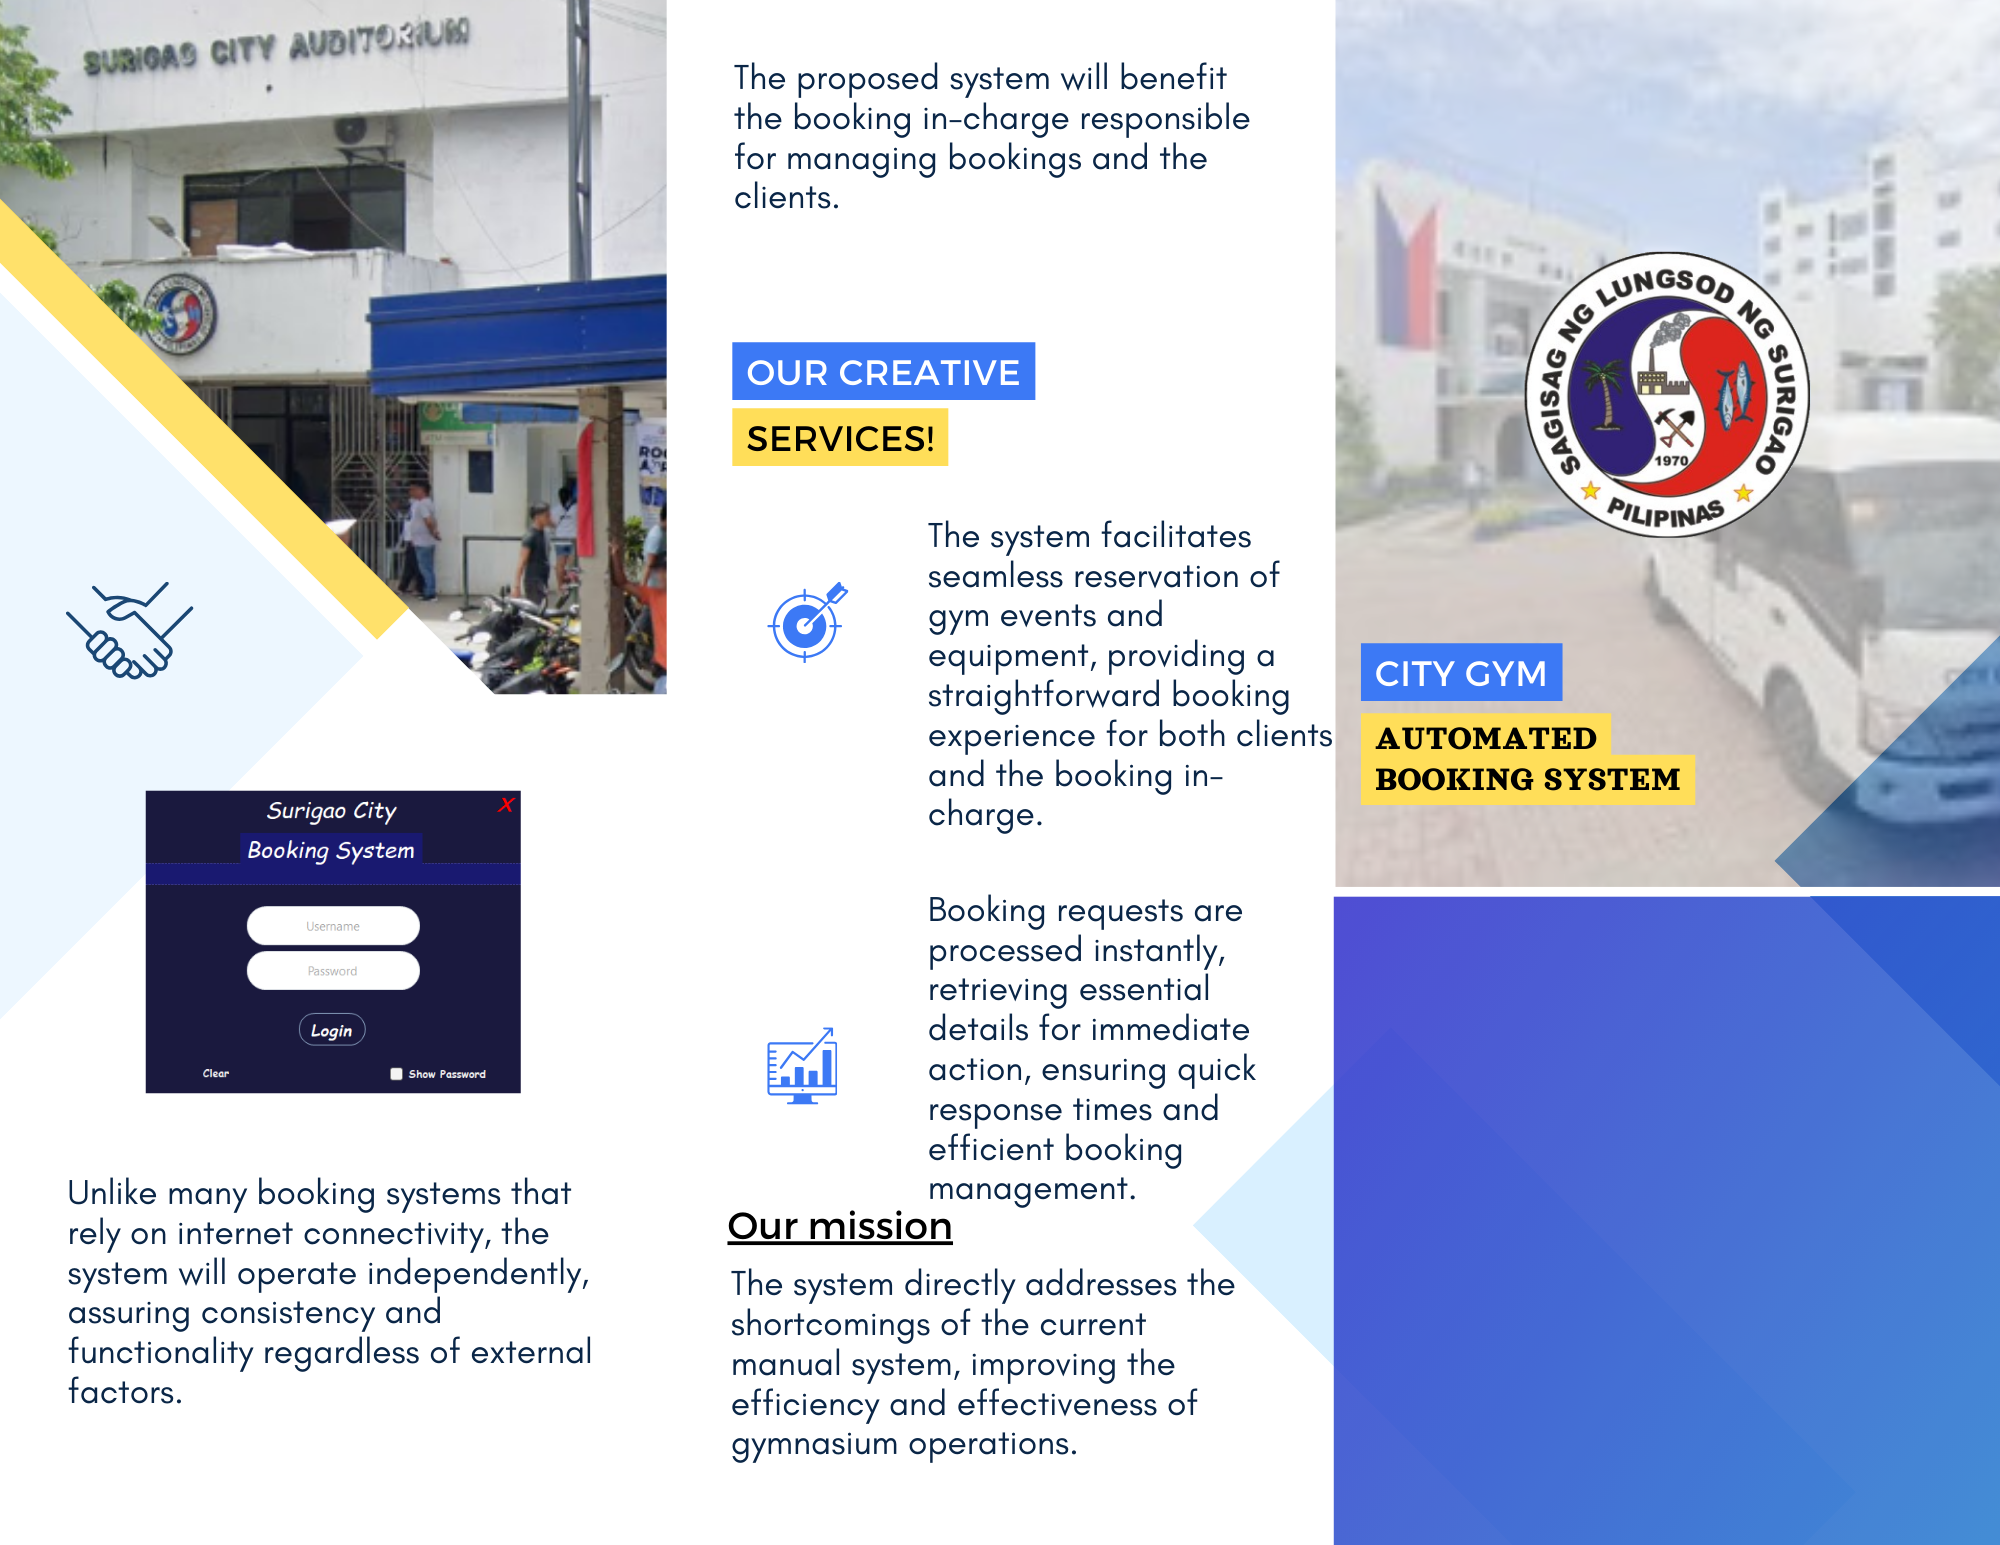 SURIGAO CITY AUDITORIUM
Surigao City
X
Booking System
Username
Password
Login
Clear
Show Password
Unlike many booking systems that
rely on internet connectivity, the
system will operate independently,
assuring consistency and
functionality regardless of external
factors.
The proposed system will benefit
the booking in-charge responsible
for managing bookings and the
clients.
OUR CREATIVE
SERVICES!
The system facilitates
seamless reservation of
gym events and
equipment, providing a
straightforward booking
experience for both clients
and the booking in-
charge.
Booking requests are
processed instantly,
retrieving essential
details for immediate
action, ensuring quick
response times and
efficient booking
management.
Our mission
The system directly addresses the
shortcomings of the current
manual system, improving the
efficiency and effectiveness of
gymnasium operations.
SAGISAG NG LUNGSOD NG SURIGAO
1970
PILIPINAS
CITY GYM
AUTOMATED
BOOKING SYSTEM